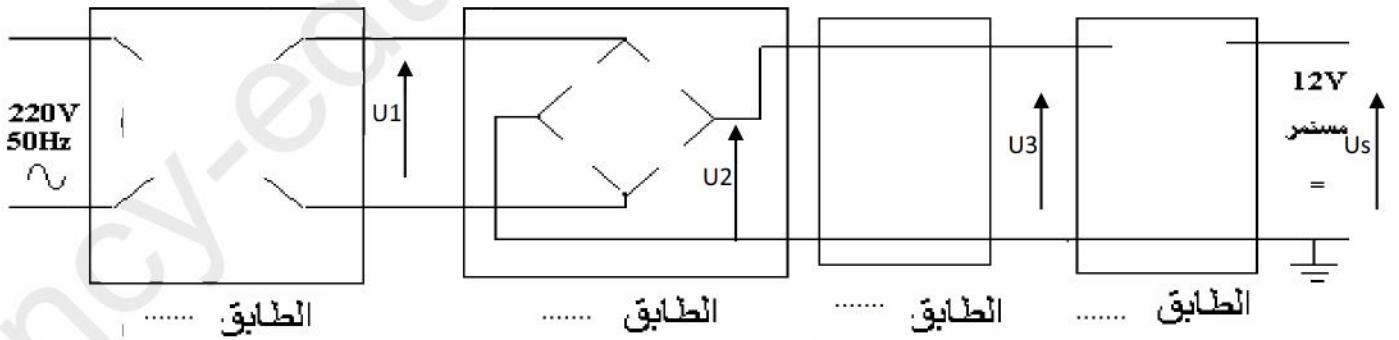 220V
50Hz
U1
U2
U3
12V
مستمر
=
Us
الطابق ......
الطابق ......
الطابق ......
الطابق ......